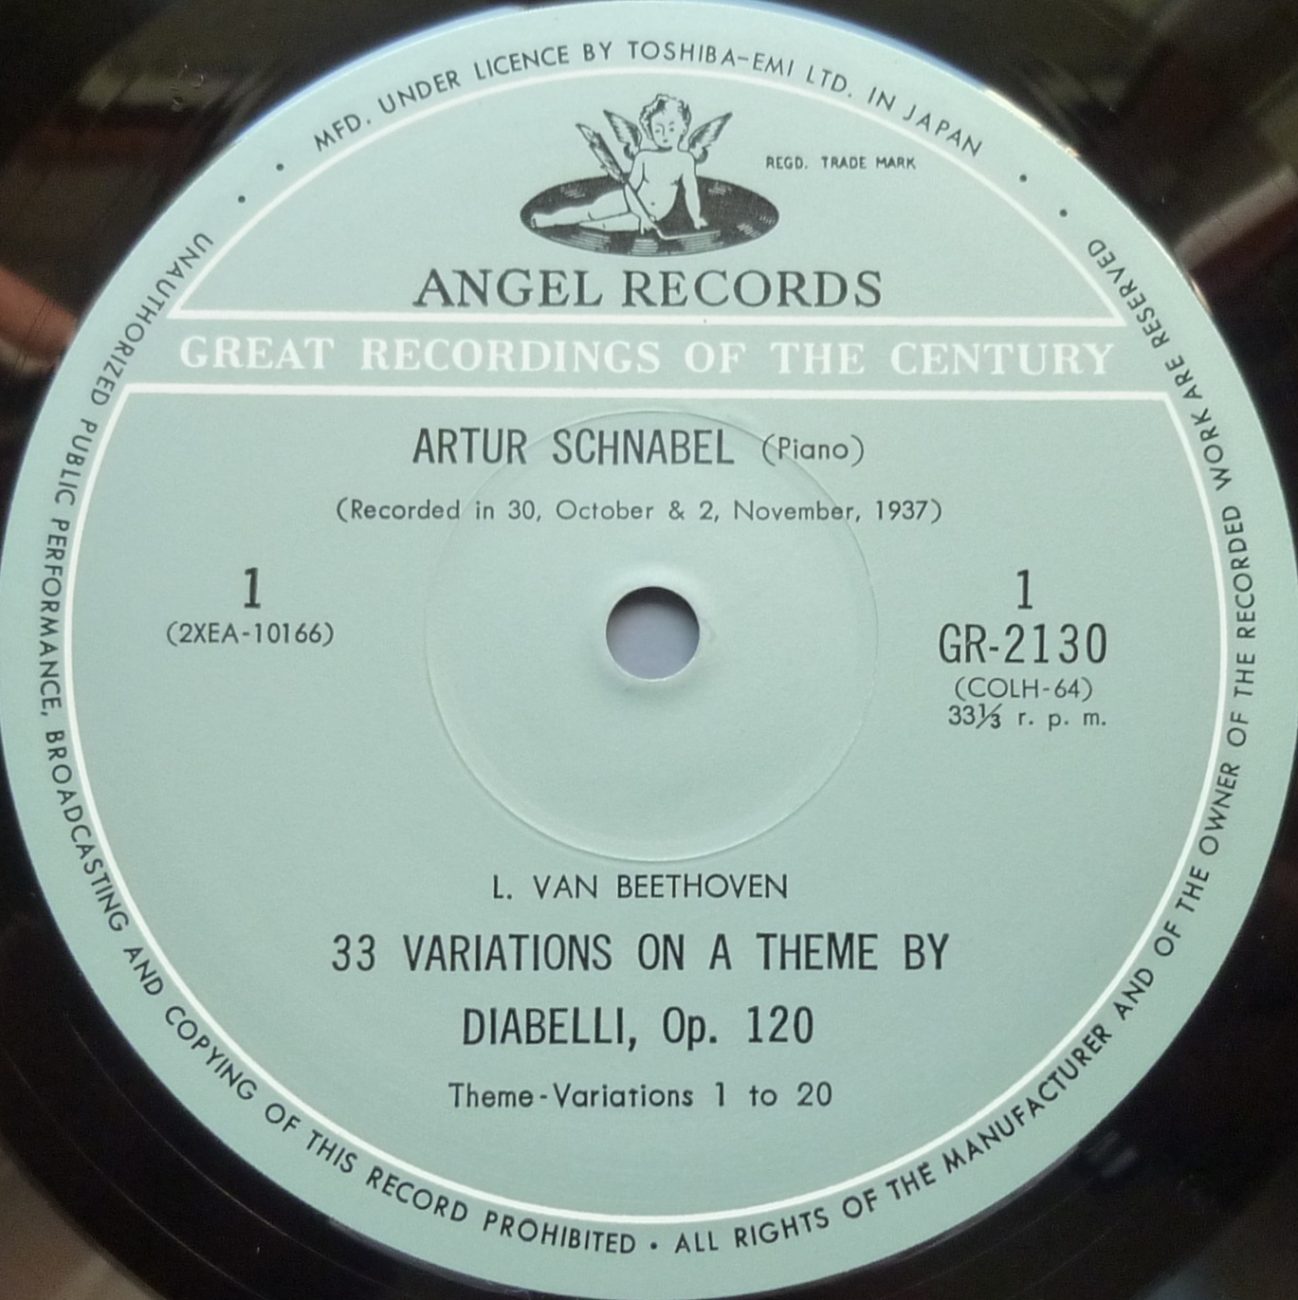 MFD. UNDER LICENCE BY TOSHIBA-EMI LTD. IN JAPAN
REGD. TRADE MARK
ANGEL RECORDS
GREAT RECORDINGS OF THE CENTURY
ARTUR SCHNABEL (Piano)
(Recorded in 30, October & 2, November, 1937)
1
(2XEA-10166)
1
GR-2130
(COLH-64)
33⅓ r. p. m.
L. VAN BEETHOVEN
33 VARIATIONS ON A THEME BY
DIABELLI, Op. 120
Theme-Variations 1 to 20
UNAUTHORIZED PUBLIC PERFORMANCE, BROADCASTING AND COPYING OF THIS RECORD PROHIBITED • ALL RIGHTS OF THE MANUFACTURER AND OF THE OWNER OF THE RECORDED WORK ARE RESERVED